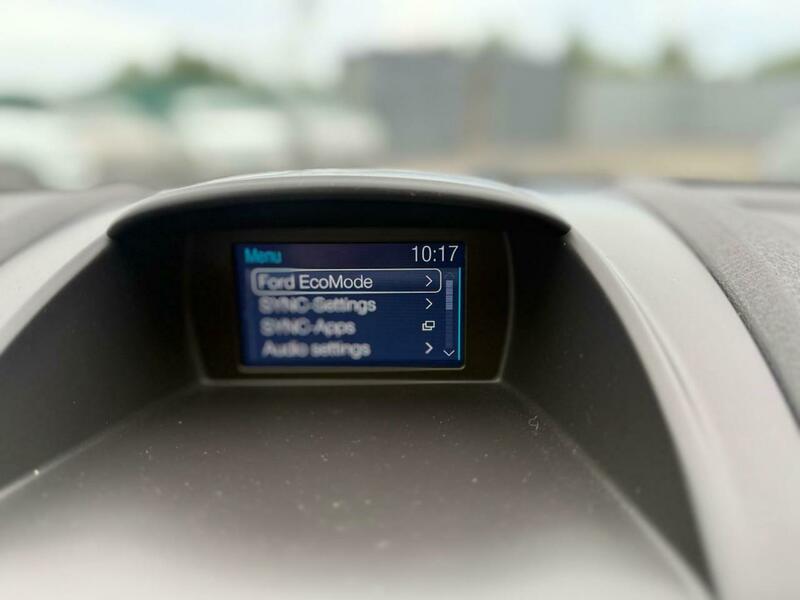 Menu 10:17
Ford EcoMode
SYNC-Settings
SYNC-Apps
Audio settings